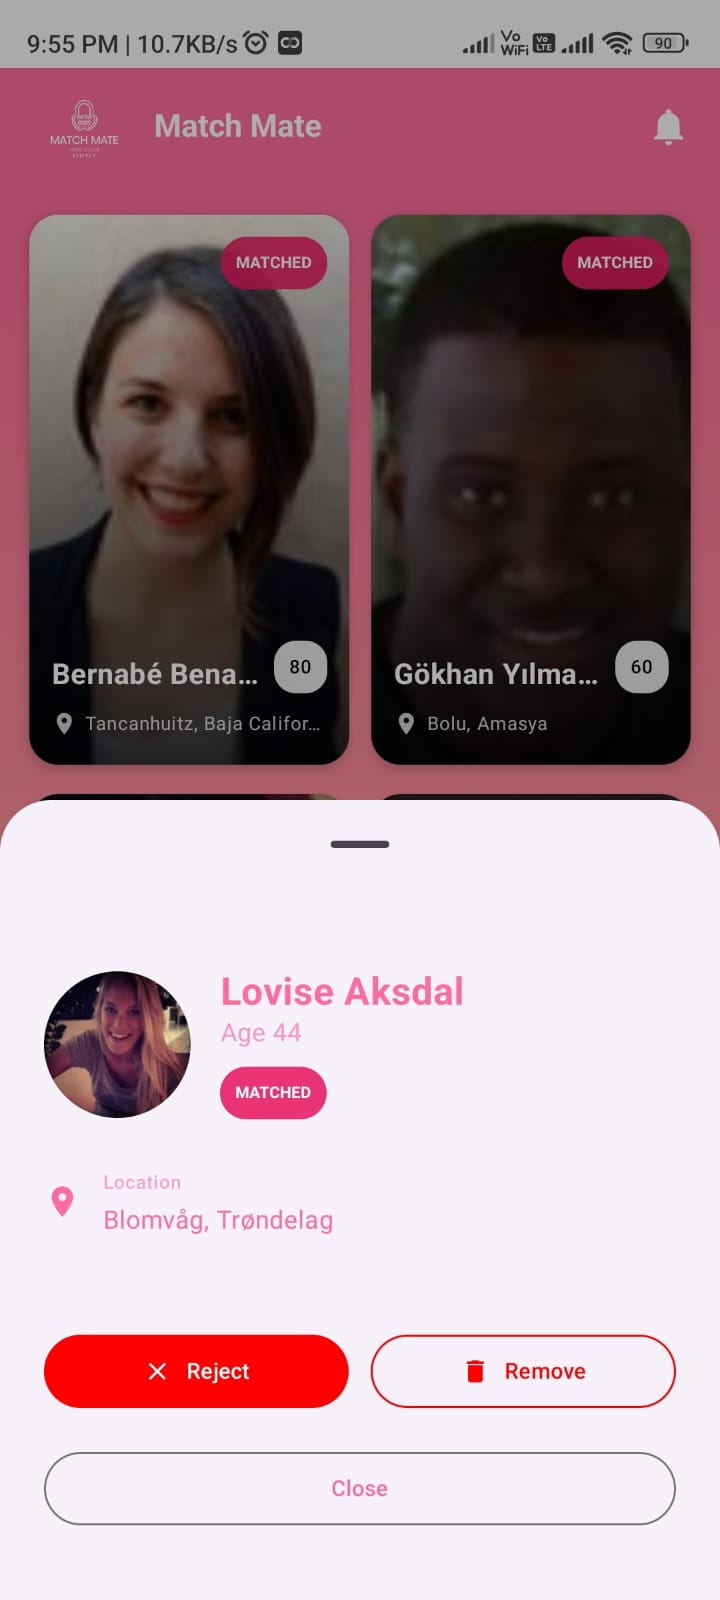 9:55 PM | 10.7KB/s
Vo
WiFi
Vo
LTE
90
MATCH MATE
Match Mate
MATCHED
MATCHED
Bernabé Bena...
80
Gökhan Yılma...
60
Tancanhuitz, Baja Califor...
Bolu, Amasya
Lovise Aksdal
Age 44
MATCHED
Location
Blomvåg, Trøndelag
Reject
Remove
Close